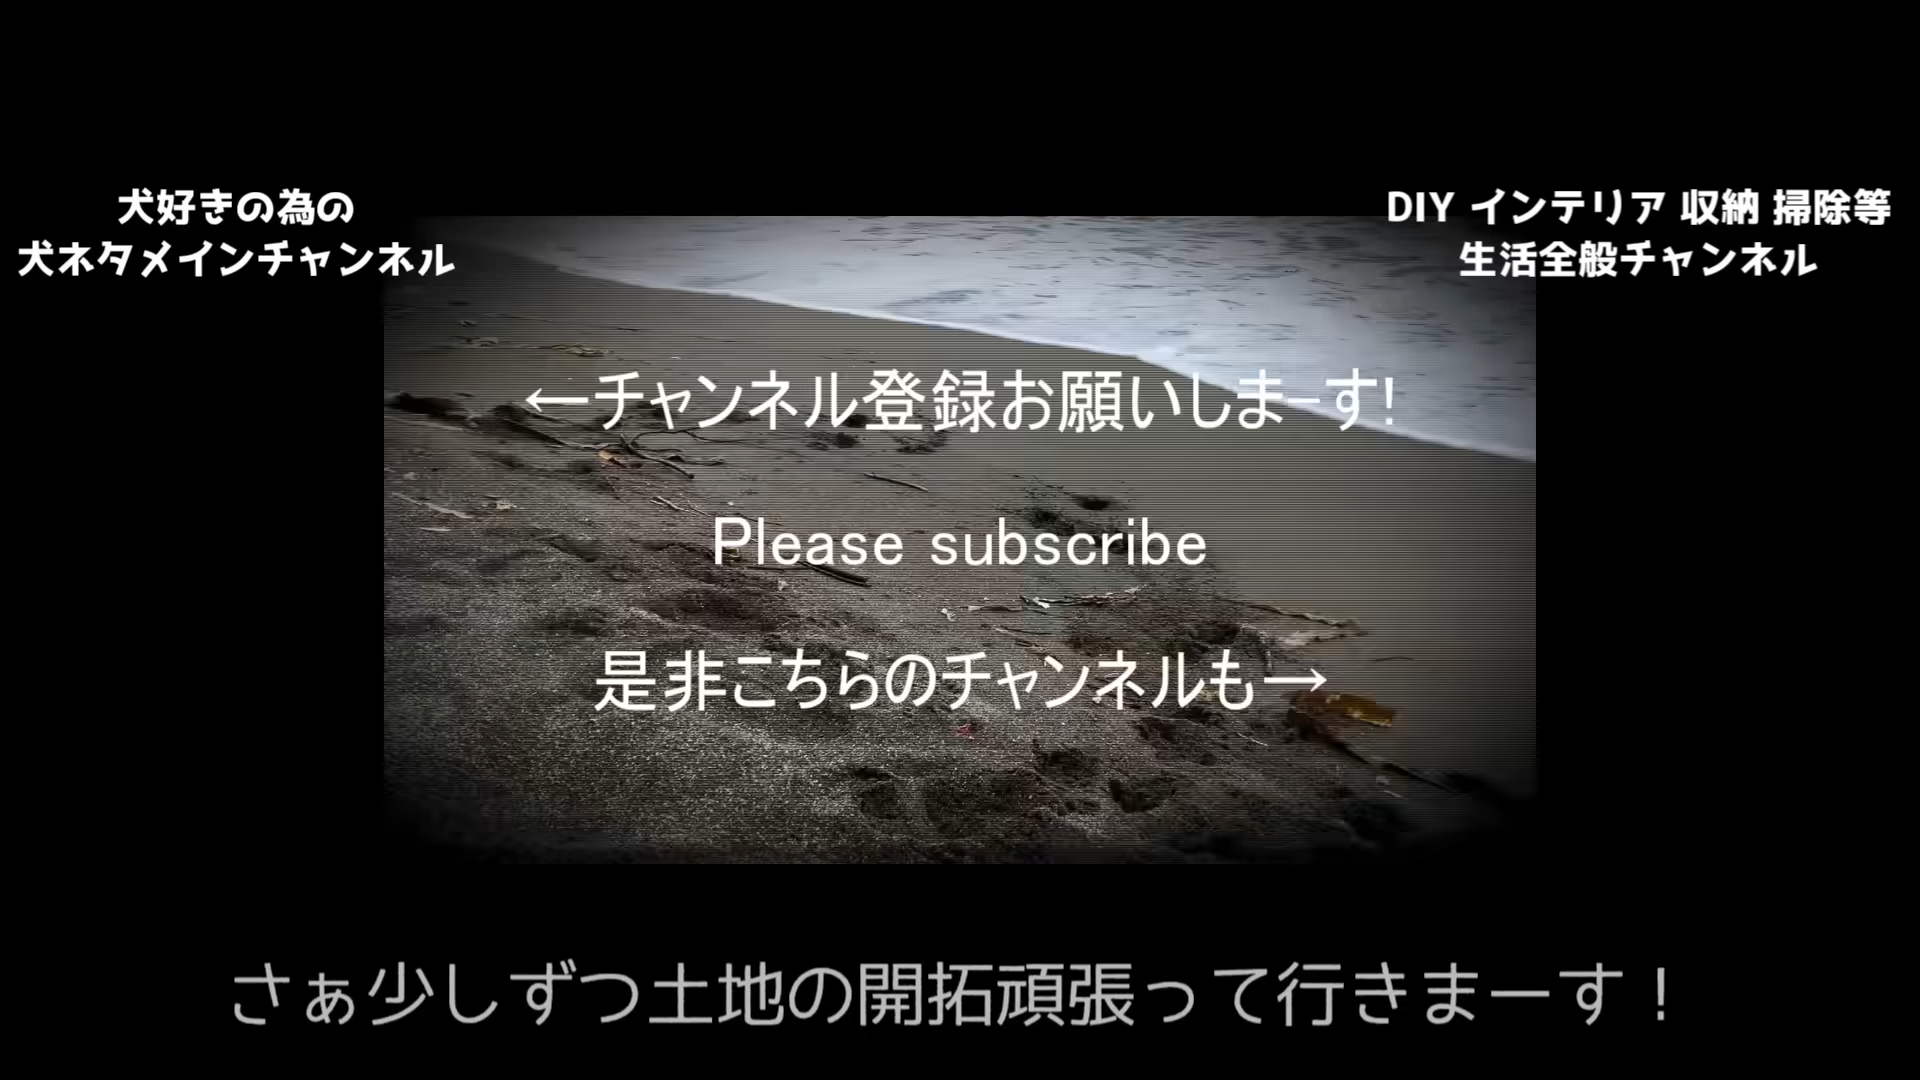 犬好きの為の
犬ネタメインチャンネル
DIY インテリア 収納 掃除等
生活全般チャンネル
←チャンネル登録お願いしまーす!
Please subscribe
是非こちらのチャンネルも→
さぁ少しずつ土地の開拓頑張って行きまーす！